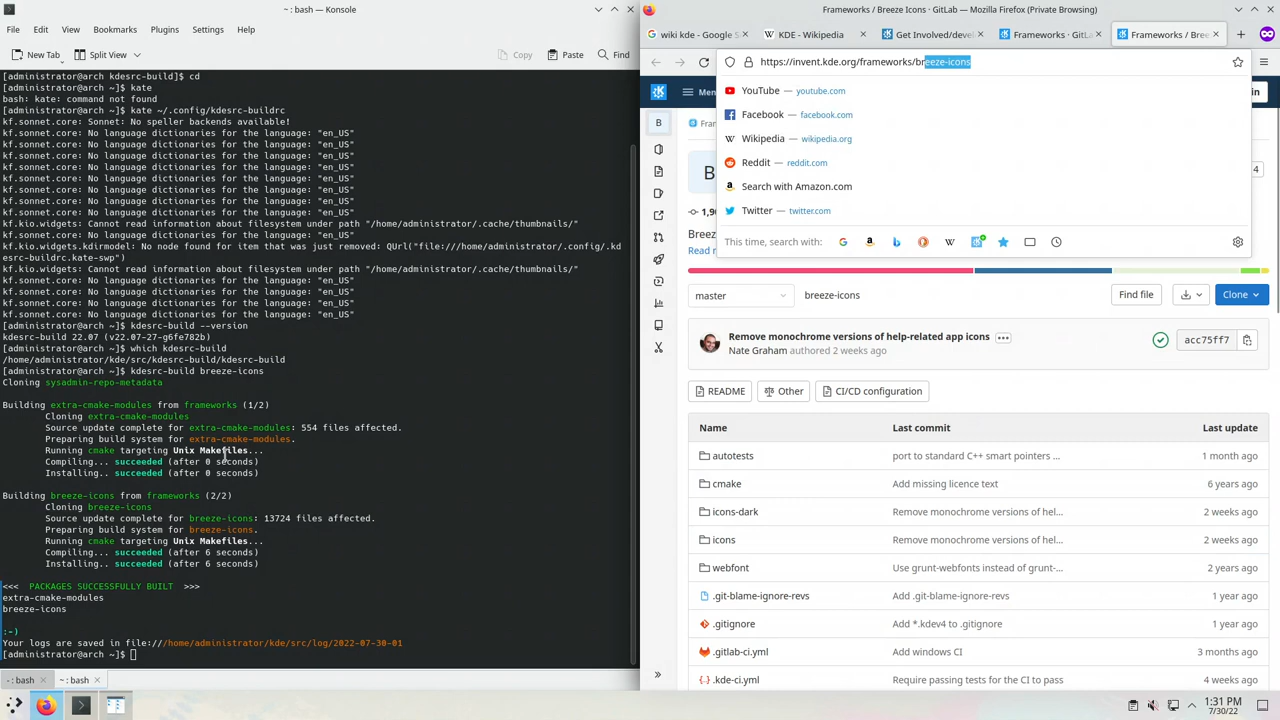 ~ : bash — Konsole
File Edit View Bookmarks Plugins Settings Help
New Tab Split View Copy Paste Find
[administrator@arch kdesrc-build]$ cd
[administrator@arch ~]$ kate
bash: kate: command not found
[administrator@arch ~]$ kate ~/.config/kdesrc-buildrc
kf.sonnet.core: Sonnet: No speller backends available!
kf.sonnet.core: No language dictionaries for the language: "en_US"
kf.sonnet.core: No language dictionaries for the language: "en_US"
kf.sonnet.core: No language dictionaries for the language: "en_US"
kf.sonnet.core: No language dictionaries for the language: "en_US"
kf.sonnet.core: No language dictionaries for the language: "en_US"
kf.sonnet.core: No language dictionaries for the language: "en_US"
kf.sonnet.core: No language dictionaries for the language: "en_US"
kf.sonnet.core: No language dictionaries for the language: "en_US"
kf.kio.widgets: Cannot read information about filesystem under path "/home/administrator/.cache/thumbnails/"
kf.sonnet.core: No language dictionaries for the language: "en_US"
kf.kio.widgets.kdirmodel: No node found for item that was just removed: QUrl("file:///home/administrator/.config/.kd
esrc-buildrc.kate-swp")
kf.kio.widgets: Cannot read information about filesystem under path "/home/administrator/.cache/thumbnails/"
kf.sonnet.core: No language dictionaries for the language: "en_US"
kf.sonnet.core: No language dictionaries for the language: "en_US"
kf.sonnet.core: No language dictionaries for the language: "en_US"
kf.sonnet.core: No language dictionaries for the language: "en_US"
[administrator@arch ~]$ kdesrc-build --version
kdesrc-build 22.07 (v22.07-27-g6fe782b)
[administrator@arch ~]$ which kdesrc-build
/home/administrator/kde/src/kdesrc-build/kdesrc-build
[administrator@arch ~]$ kdesrc-build breeze-icons
Cloning sysadmin-repo-metadata
Building extra-cmake-modules from frameworks (1/2)
Cloning extra-cmake-modules
Source update complete for extra-cmake-modules: 554 files affected.
Preparing build system for extra-cmake-modules.
Running cmake targeting Unix Makefiles...
Compiling... succeeded (after 0 seconds)
Installing.. succeeded (after 0 seconds)
Building breeze-icons from frameworks (2/2)
Cloning breeze-icons
Source update complete for breeze-icons: 13724 files affected.
Preparing build system for breeze-icons.
Running cmake targeting Unix Makefiles...
Compiling... succeeded (after 6 seconds)
Installing.. succeeded (after 6 seconds)
<<<  PACKAGES SUCCESSFULLY BUILT  >>>
extra-cmake-modules
breeze-icons
:-)
Your logs are saved in file:///home/administrator/kde/src/log/2022-07-30-01
[administrator@arch ~]$
- : bash
~ : bash
Frameworks / Breeze Icons · GitLab — Mozilla Firefox (Private Browsing)
wiki kde - Google S
KDE - Wikipedia
Get Involved/deve
Frameworks · GitL
Frameworks / Bree
https://invent.kde.org/frameworks/breeze-icons
YouTube — youtube.com
Facebook — facebook.com
Wikipedia — wikipedia.org
Reddit — reddit.com
Search with Amazon.com
Twitter — twitter.com
This time, search with:
Men
in
B
Fran
B
4
1,9
Breez
Read
master
breeze-icons
Find file
Clone
Remove monochrome versions of help-related app icons
Nate Graham authored 2 weeks ago
acc75ff7
README
Other
CI/CD configuration
Name Last commit Last update
autotests port to standard C++ smart pointers ... 1 month ago
cmake Add missing licence text 6 years ago
icons-dark Remove monochrome versions of hel... 2 weeks ago
icons Remove monochrome versions of hel... 2 weeks ago
webfont Use grunt-webfonts instead of grunt-... 2 years ago
.git-blame-ignore-revs Add .git-blame-ignore-revs 1 year ago
.gitignore Add *.kdev4 to .gitignore 1 year ago
.gitlab-ci.yml Add windows CI 3 months ago
.kde-ci.yml Require passing tests for the CI to pass 4 weeks ago
1:31 PM
7/30/22